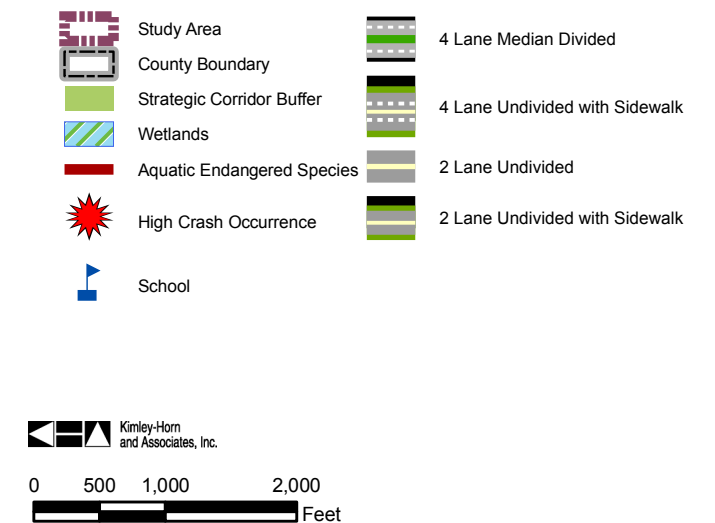 Study Area
County Boundary
Strategic Corridor Buffer
Wetlands
Aquatic Endangered Species
High Crash Occurrence
School
4 Lane Median Divided
4 Lane Undivided with Sidewalk
2 Lane Undivided
2 Lane Undivided with Sidewalk
Kimley-Horn
and Associates, Inc.
0 500 1,000 2,000
Feet